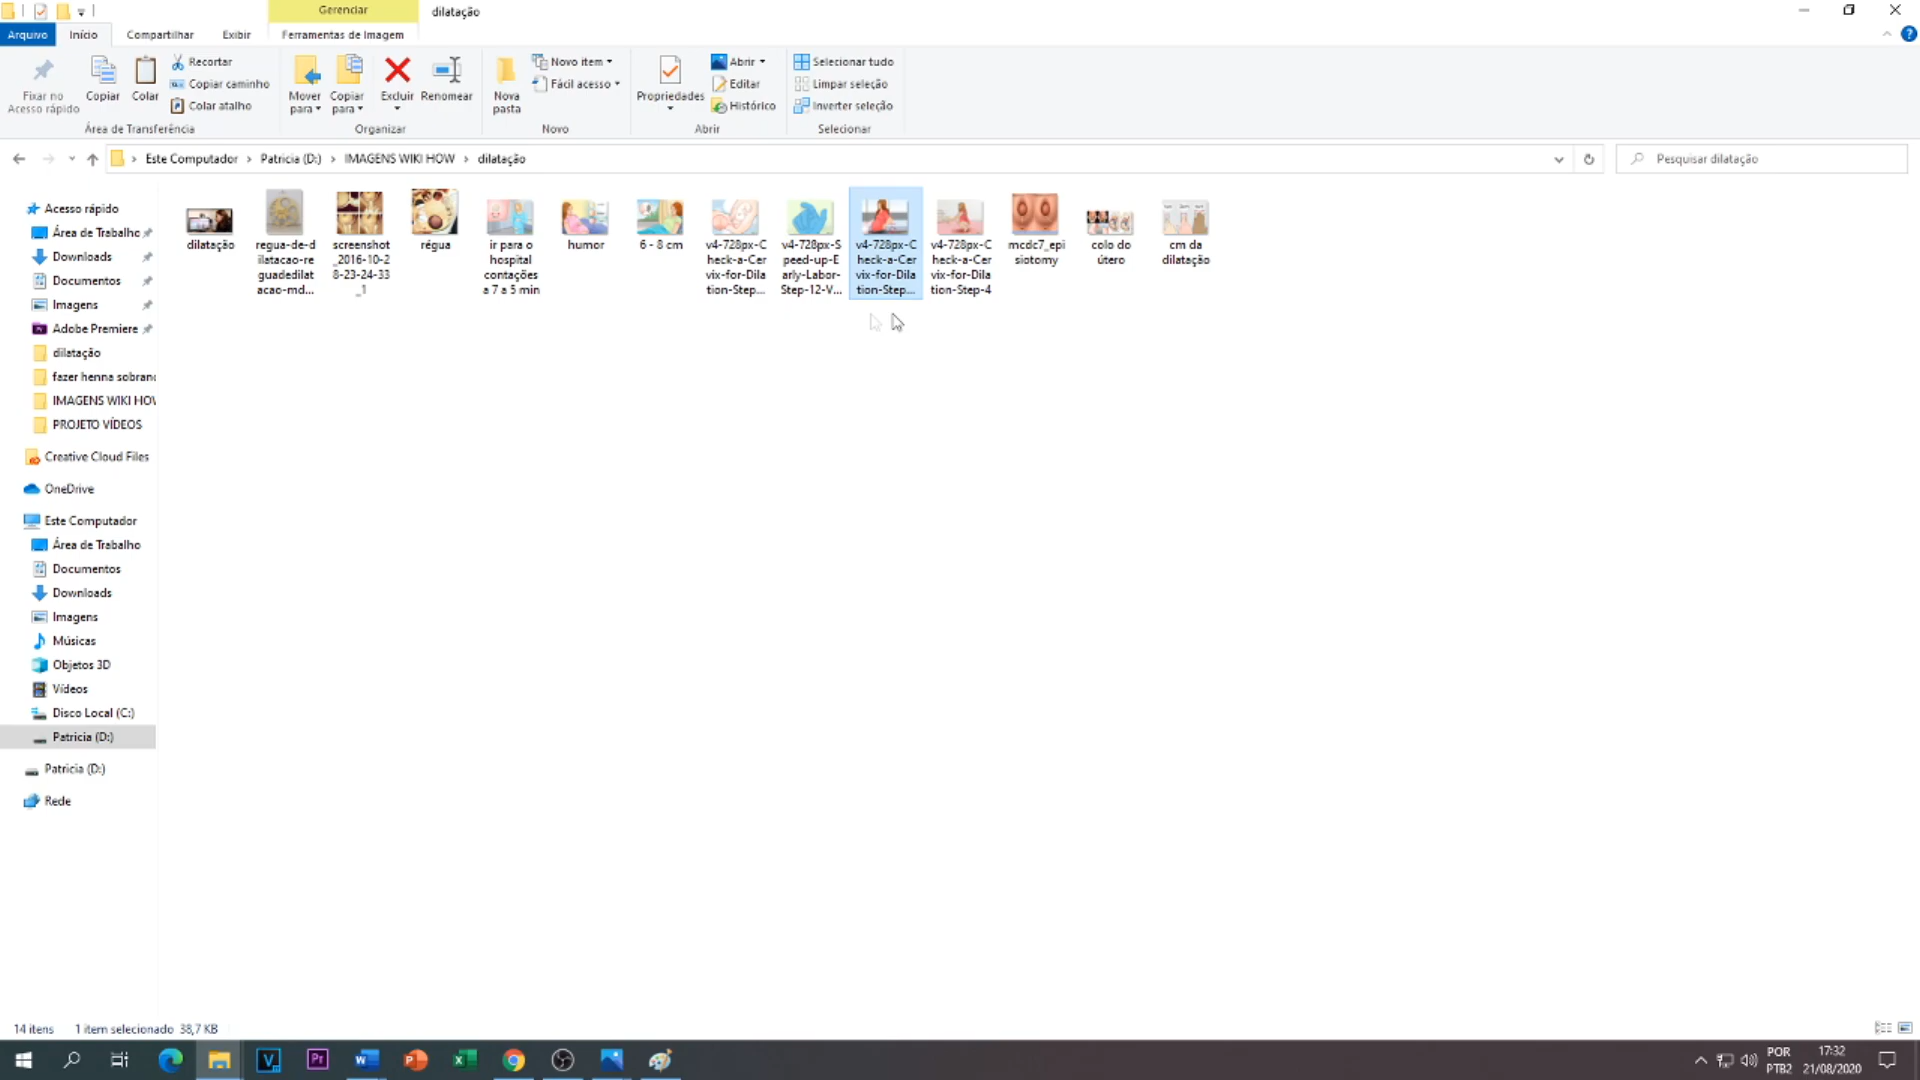 Gerenciar
dilatação
Arquivo
Início
Compartilhar
Exibir
Ferramentas de Imagem
Fixar no
Acesso rápido
Copiar
Colar
Recortar
Copiar caminho
Colar atalho
Área de Transferência
Mover
para
Copiar
para
Excluir
Renomear
Organizar
Nova
pasta
Novo item
Fácil acesso
Novo
Propriedades
Abrir
Editar
Histórico
Abrir
Selecionar tudo
Limpar seleção
Inverter seleção
Selecionar
Este Computador > Patricia (D:) > IMAGENS WIKI HOW > dilatação
Pesquisar dilatação
Acesso rápido
Área de Trabalho
Downloads
Documentos
Imagens
Adobe Premiere
dilatação
fazer henna sobran
IMAGENS WIKI HOW
PROJETO VÍDEOS
Creative Cloud Files
OneDrive
Este Computador
Área de Trabalho
Documentos
Downloads
Imagens
Músicas
Objetos 3D
Vídeos
Disco Local (C:)
Patricia (D:)
Patricia (D:)
Rede
dilatação
regua-de-d
ilatacao-re
guadedilat
acao-md...
screenshot
_2016-10-2
8-23-24-33
_1
régua
ir para o
hospital
contações
a 7 a 5 min
humor
6 - 8 cm
v4-728px-C
heck-a-Cer
vix-for-Dila
tion-Step...
v4-728px-S
peed-up-E
arly-Labor-
Step-12-V...
v4-728px-C
heck-a-Cer
vix-for-Dila
tion-Step...
v4-728px-C
heck-a-Cer
vix-for-Dila
tion-Step-4
mcdc7_epi
siotomy
colo do
útero
cm da
dilatação
14 itens
1 item selecionado 38,7 KB
POR
PTB2
17:32
21/08/2020